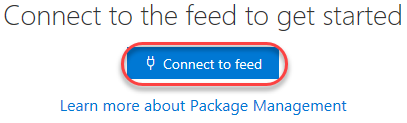 Connect to the feed to get started
Connect to feed
Learn more about Package Management